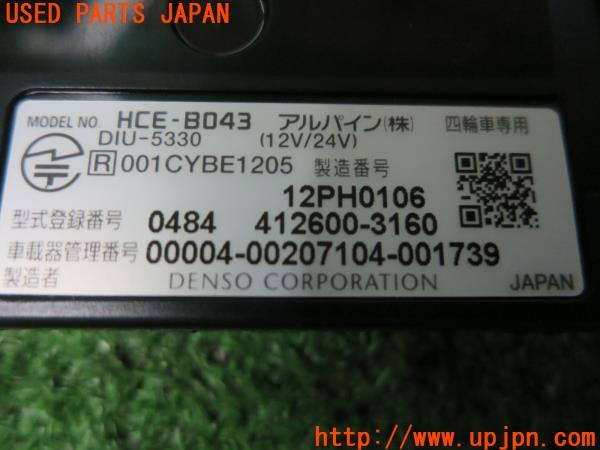 USED PARTS JAPAN
MODEL NO. HCE-B043 アルパイン(株) 四輪車専用
DIU-5330 (12V/24V)
R 001CYBE1205 製造番号
12PH0106
型式登録番号 0484 412600-3160
車載器管理番号 00004-00207104-001739
製造者 DENSO CORPORATION JAPAN
UPJ
http://www.upjpn.com/